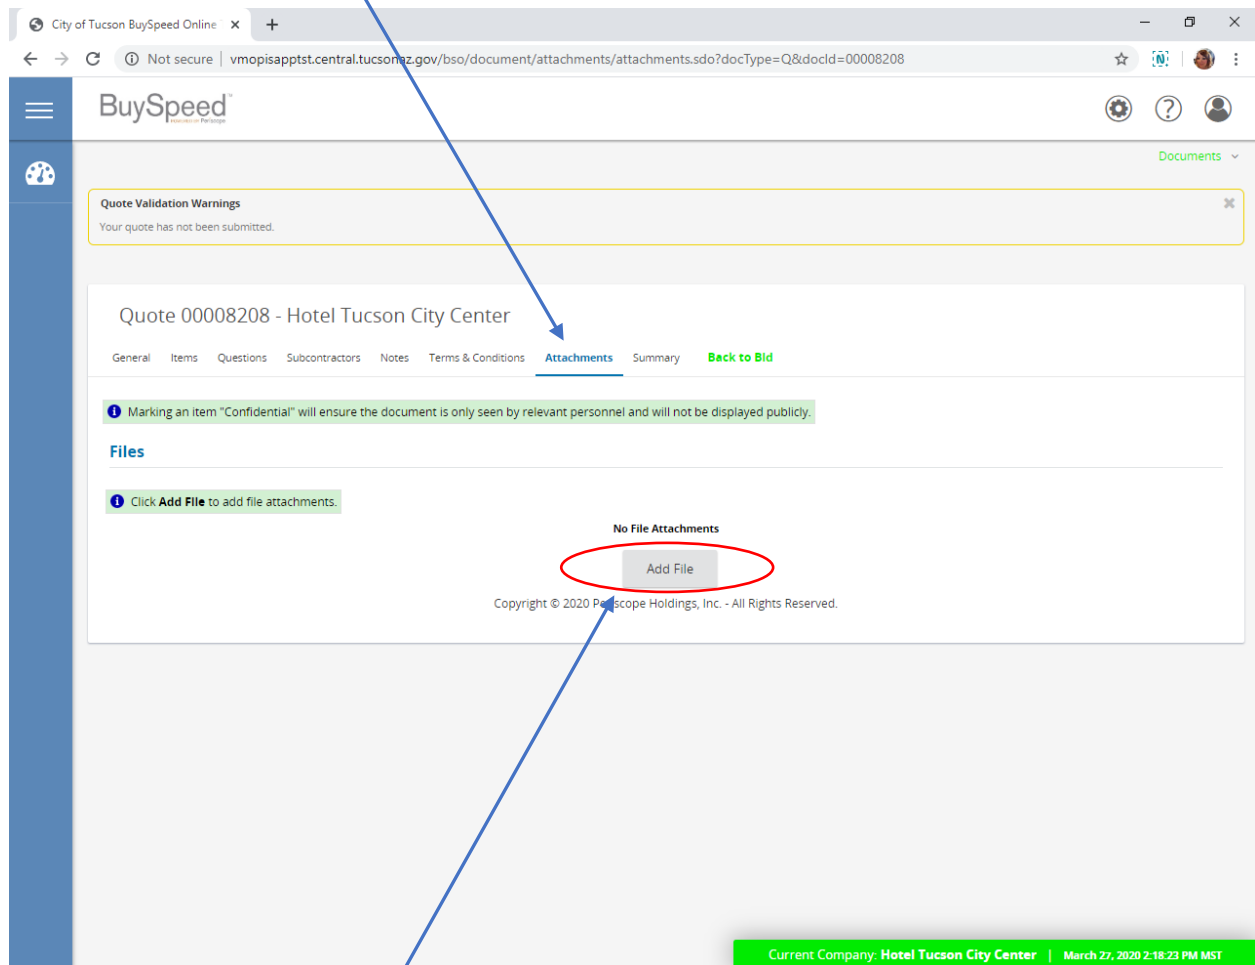 City of Tucson BuySpeed Online
Not secure | vmopisapptst.central.tucsonaz.gov/bso/document/attachments/attachments.sdo?docType=Q&docId=00008208
BuySpeed™
Documents
Quote Validation Warnings
Your quote has not been submitted.
Quote 00008208 - Hotel Tucson City Center
General Items Questions Subcontractors Notes Terms & Conditions Attachments Summary Back to Bid
Marking an item "Confidential" will ensure the document is only seen by relevant personnel and will not be displayed publicly.
Files
Click Add File to add file attachments.
No File Attachments
Add File
Copyright © 2020 Periscope Holdings, Inc. - All Rights Reserved.
Current Company: Hotel Tucson City Center | March 27, 2020 2:18:23 PM MST